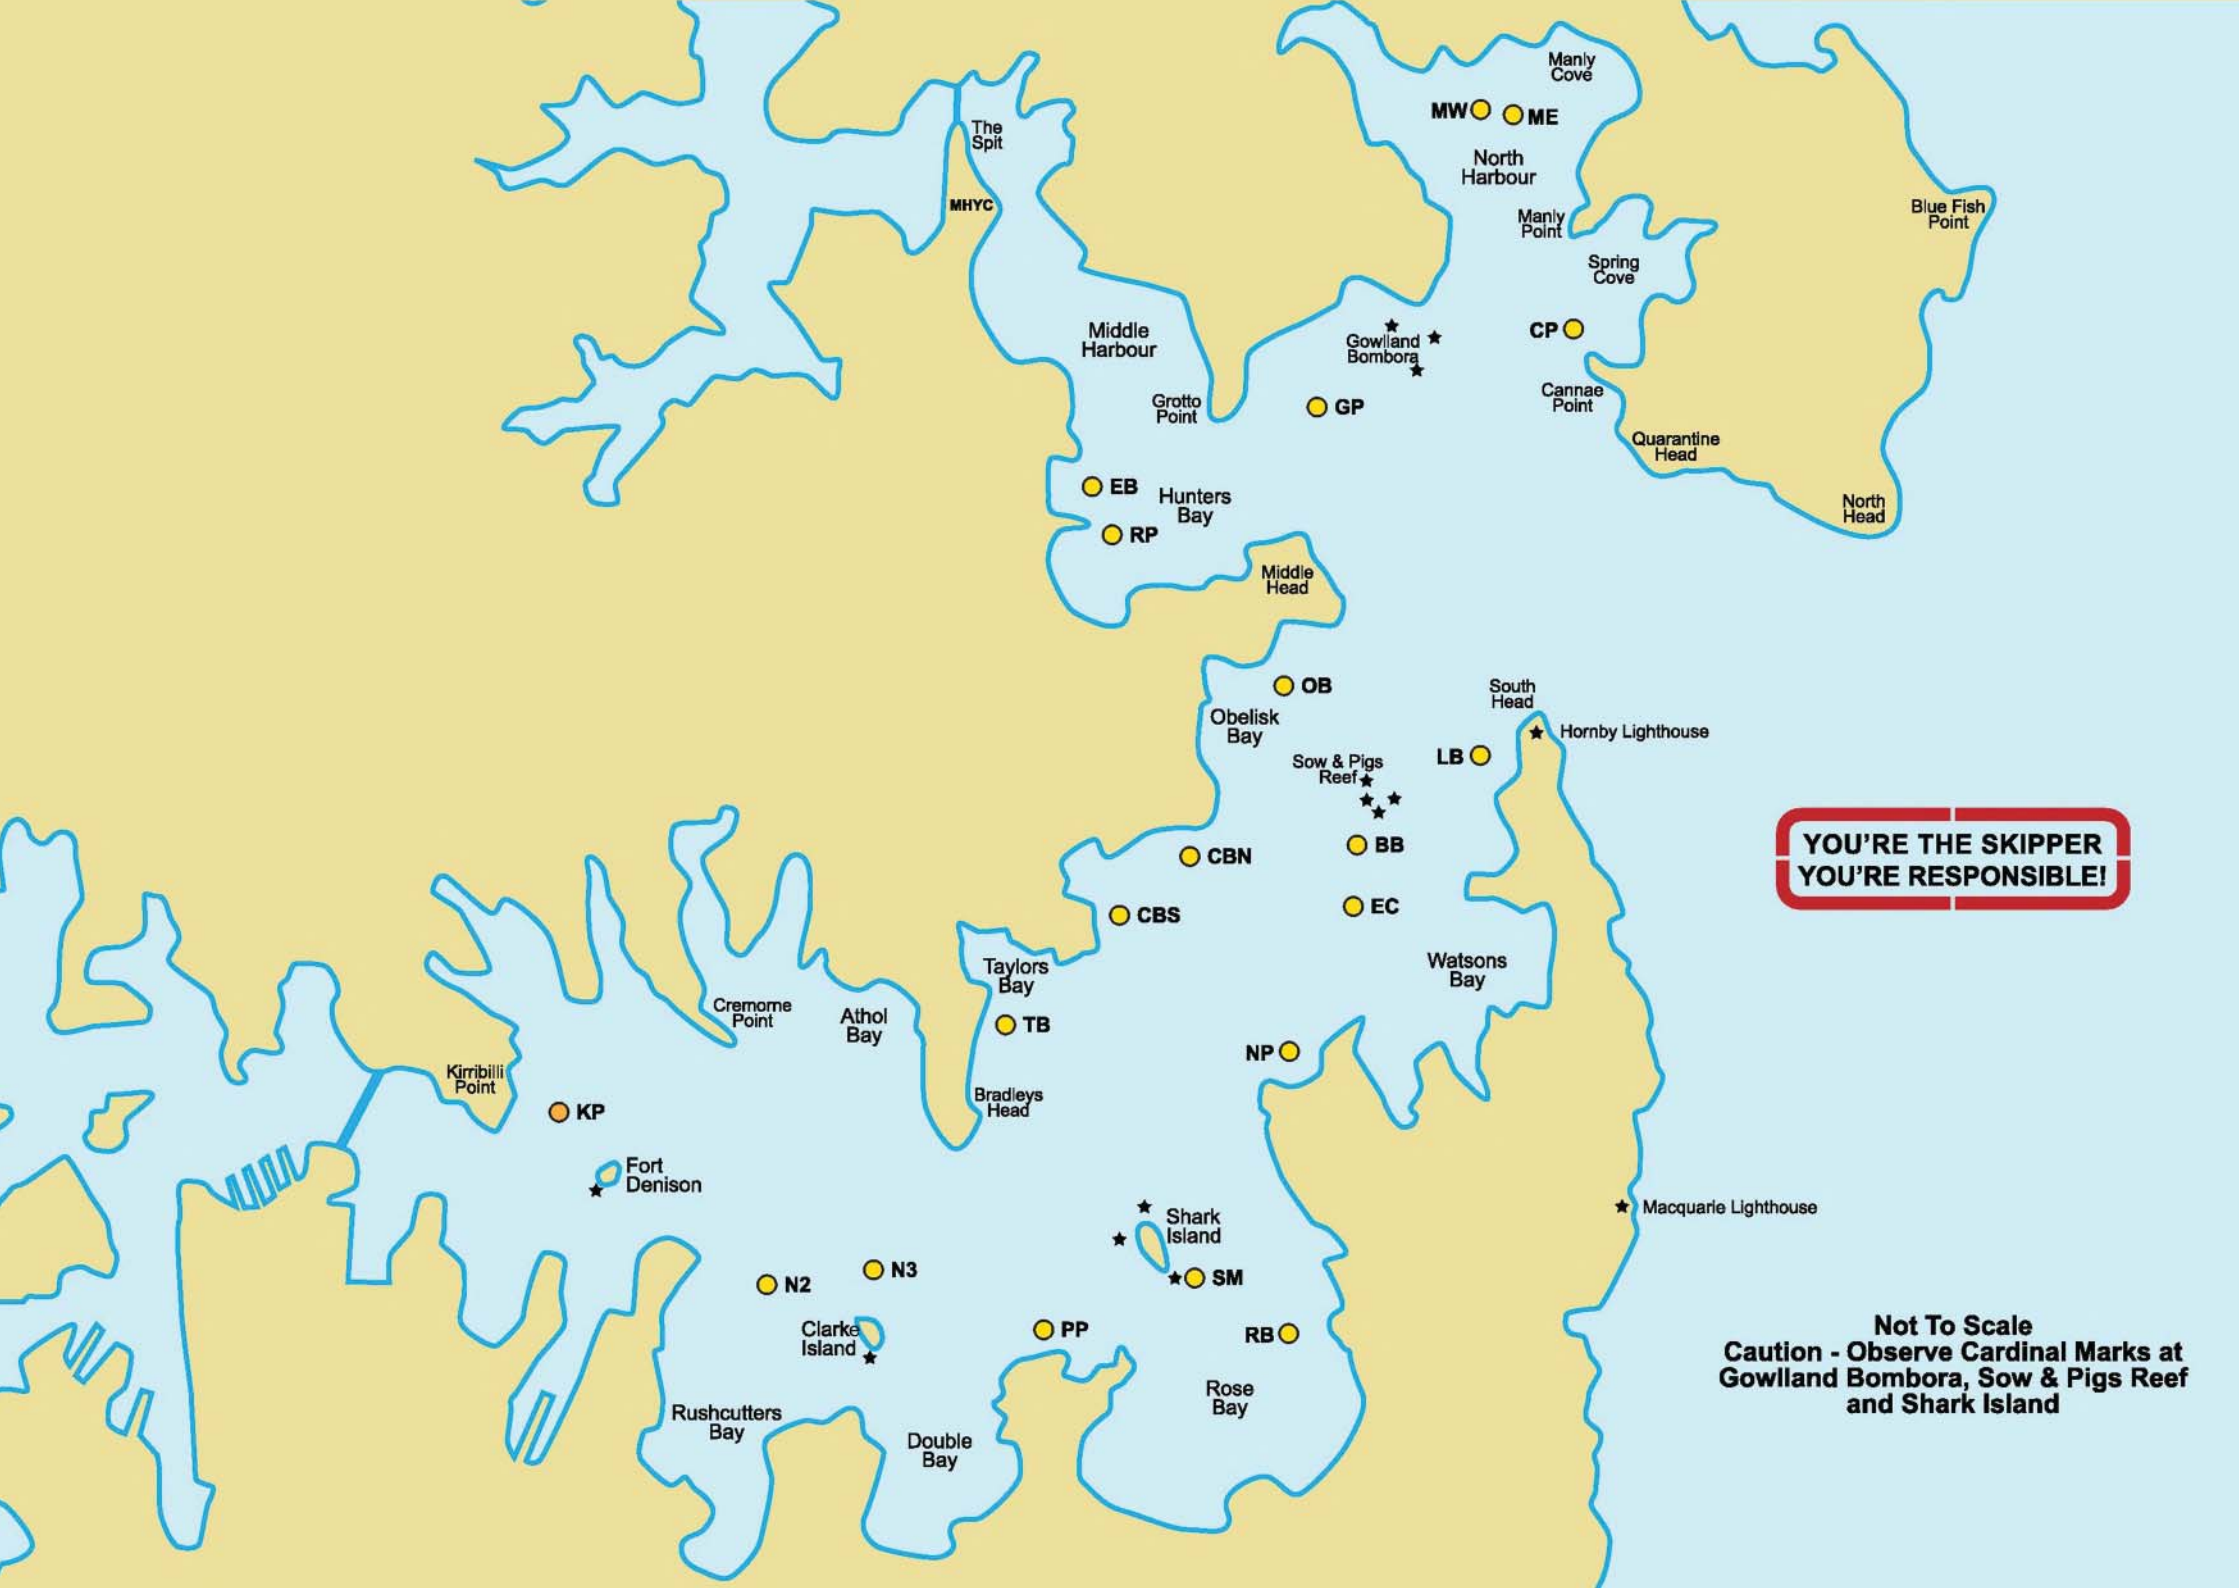 Manly
Cove
MW
ME
The
Spit
North
Harbour
MHYC
Manly
Point
Blue Fish
Point
Spring
Cove
Middle
Harbour
CP
Gowlland
Bombora
Grotto
Point
GP
Cannae
Point
Quarantine
Head
EB
Hunters
Bay
North
Head
RP
Middle
Head
OB
South
Head
Obelisk
Bay
Hornby Lighthouse
LB
Sow & Pigs
Reef
BB
CBN
YOU'RE THE SKIPPER
YOU'RE RESPONSIBLE!
EC
CBS
Watsons
Bay
Taylors
Bay
Cremorne
Point
Athol
Bay
TB
NP
Kirribilli
Point
Bradleys
Head
KP
Fort
Denison
Macquarie Lighthouse
Shark
Island
N3
N2
SM
Clarke
Island
PP
RB
Not To Scale
Caution - Observe Cardinal Marks at
Gowlland Bombora, Sow & Pigs Reef
and Shark Island
Rose
Bay
Rushcutters
Bay
Double
Bay